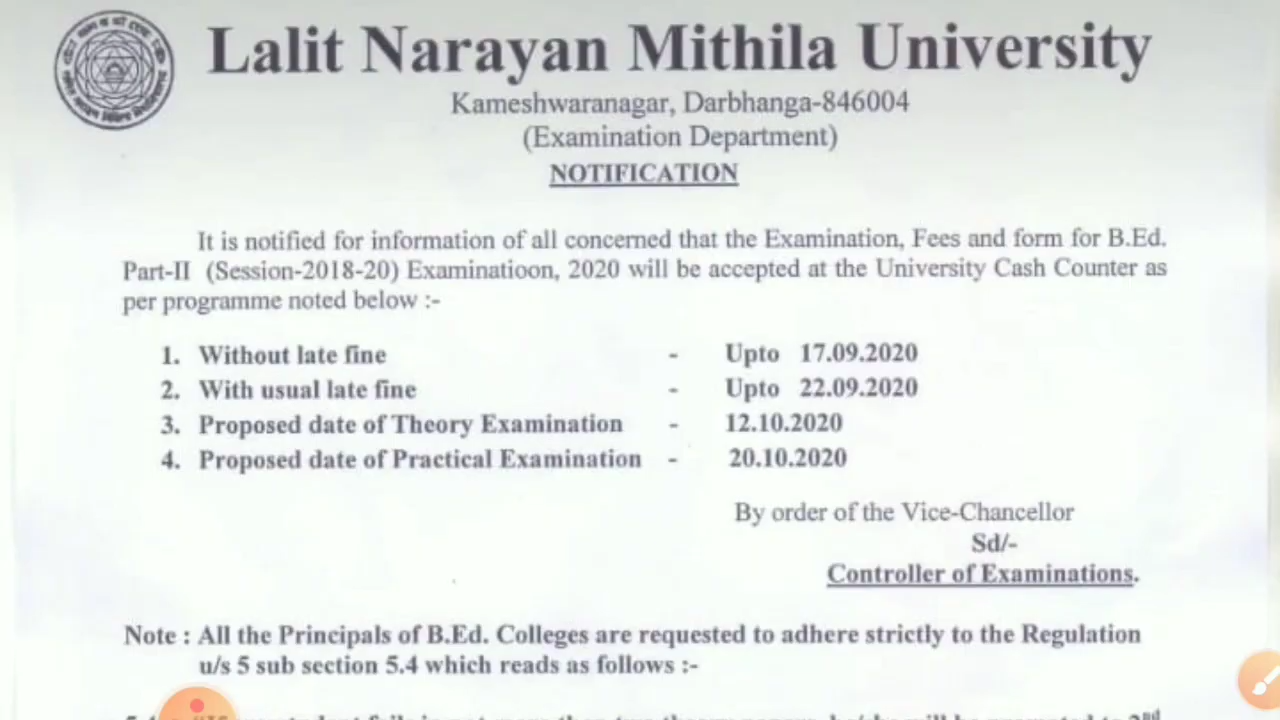 Lalit Narayan Mithila University
Kameshwaranagar, Darbhanga-846004
(Examination Department)
NOTIFICATION
It is notified for information of all concerned that the Examination, Fees and form for B.Ed.
Part-II (Session-2018-20) Examinatioon, 2020 will be accepted at the University Cash Counter as
per programme noted below :-
1. Without late fine - Upto 17.09.2020
2. With usual late fine - Upto 22.09.2020
3. Proposed date of Theory Examination - 12.10.2020
4. Proposed date of Practical Examination - 20.10.2020
By order of the Vice-Chancellor
Sd/-
Controller of Examinations.
Note : All the Principals of B.Ed. Colleges are requested to adhere strictly to the Regulation
u/s 5 sub section 5.4 which reads as follows :-